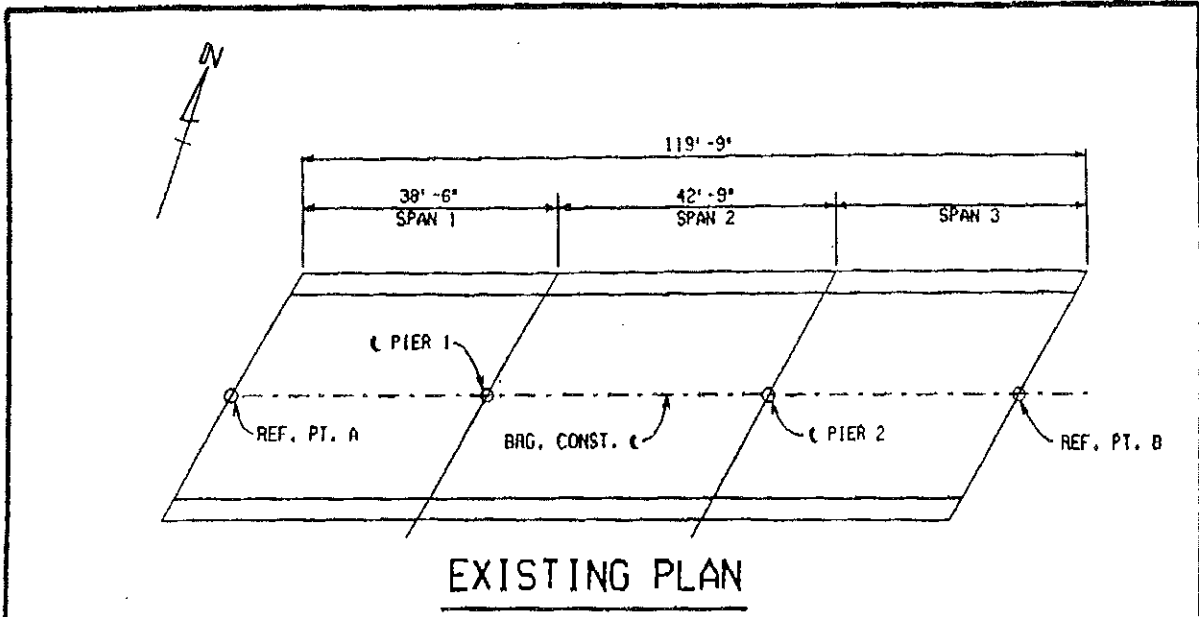 N
119'-9"
38'-6"
42'-9"
SPAN 1
SPAN 2
SPAN 3
℄ PIER 1
REF. PT. A
BRG. CONST. ℄
℄ PIER 2
REF. PT. B
EXISTING PLAN